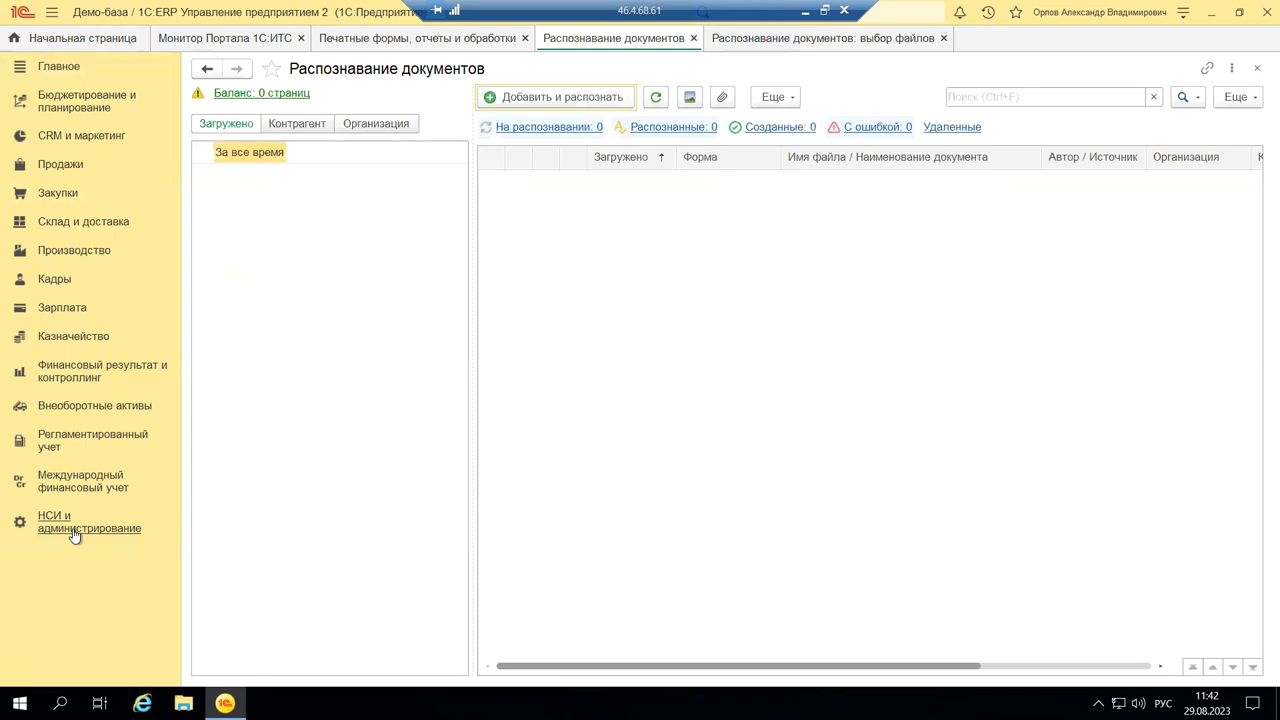 Демо-база / 1С:ERP Управление предприятием 2 (1С:Предприяти
46.4.68.61
Орлов Александр Владимирович
Начальная страница
Монитор Портала 1С:ИТС
Печатные формы, отчеты и обработки
Распознавание документов
Распознавание документов: выбор файлов
Главное
Бюджетирование и
планирование
CRM и маркетинг
Продажи
Закупки
Склад и доставка
Производство
Кадры
Зарплата
Казначейство
Финансовый результат и
контроллинг
Внеоборотные активы
Регламентированный
учет
Dr
Cr
Международный
финансовый учет
НСИ и
администрирование
Распознавание документов
Баланс: 0 страниц
Добавить и распознать
Еще
Поиск (Ctrl+F)
Еще
Загружено
Контрагент
Организация
На распознавании: 0
Распознанные: 0
Созданные: 0
С ошибкой: 0
Удаленные
За все время
Загружено
Форма
Имя файла / Наименование документа
Автор / Источник
Организация
РУС
11:42
29.08.2023